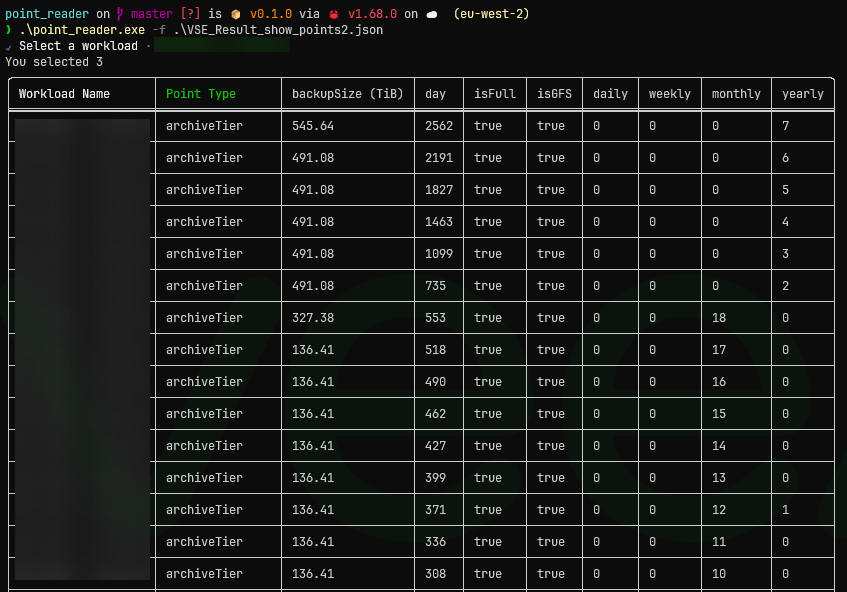 point_reader on master [?] is v0.1.0 via v1.68.0 on (eu-west-2)
❯ .\point_reader.exe -f .\VSE_Result_show_points2.json
✓ Select a workload ·
You selected 3
Workload Name Point Type backupSize (TiB) day isFull isGFS daily weekly monthly yearly
archiveTier 545.64 2562 true true 0 0 0 7
archiveTier 491.08 2191 true true 0 0 0 6
archiveTier 491.08 1827 true true 0 0 0 5
archiveTier 491.08 1463 true true 0 0 0 4
archiveTier 491.08 1099 true true 0 0 0 3
archiveTier 491.08 735 true true 0 0 0 2
archiveTier 327.38 553 true true 0 0 18 0
archiveTier 136.41 518 true true 0 0 17 0
archiveTier 136.41 490 true true 0 0 16 0
archiveTier 136.41 462 true true 0 0 15 0
archiveTier 136.41 427 true true 0 0 14 0
archiveTier 136.41 399 true true 0 0 13 0
archiveTier 136.41 371 true true 0 0 12 1
archiveTier 136.41 336 true true 0 0 11 0
archiveTier 136.41 308 true true 0 0 10 0